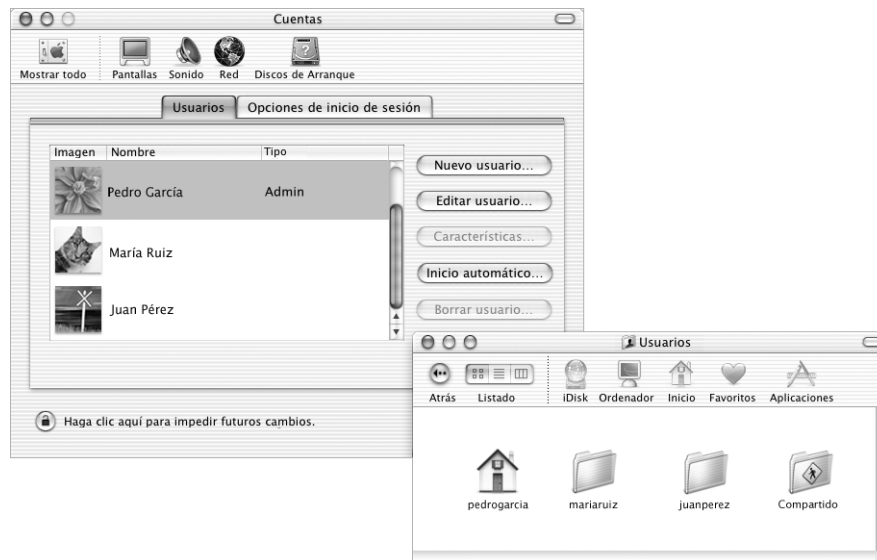 Cuentas
Mostrar todo Pantallas Sonido Red Discos de Arranque
Usuarios Opciones de inicio de sesión
Imagen Nombre Tipo
Pedro García Admin
María Ruiz
Juan Pérez
Nuevo usuario...
Editar usuario...
Características...
Inicio automático...
Borrar usuario...
Haga clic aquí para impedir futuros cambios.
Usuarios
Atrás Listado iDisk Ordenador Inicio Favoritos Aplicaciones
pedrogarcia mariaruiz juanperez Compartido